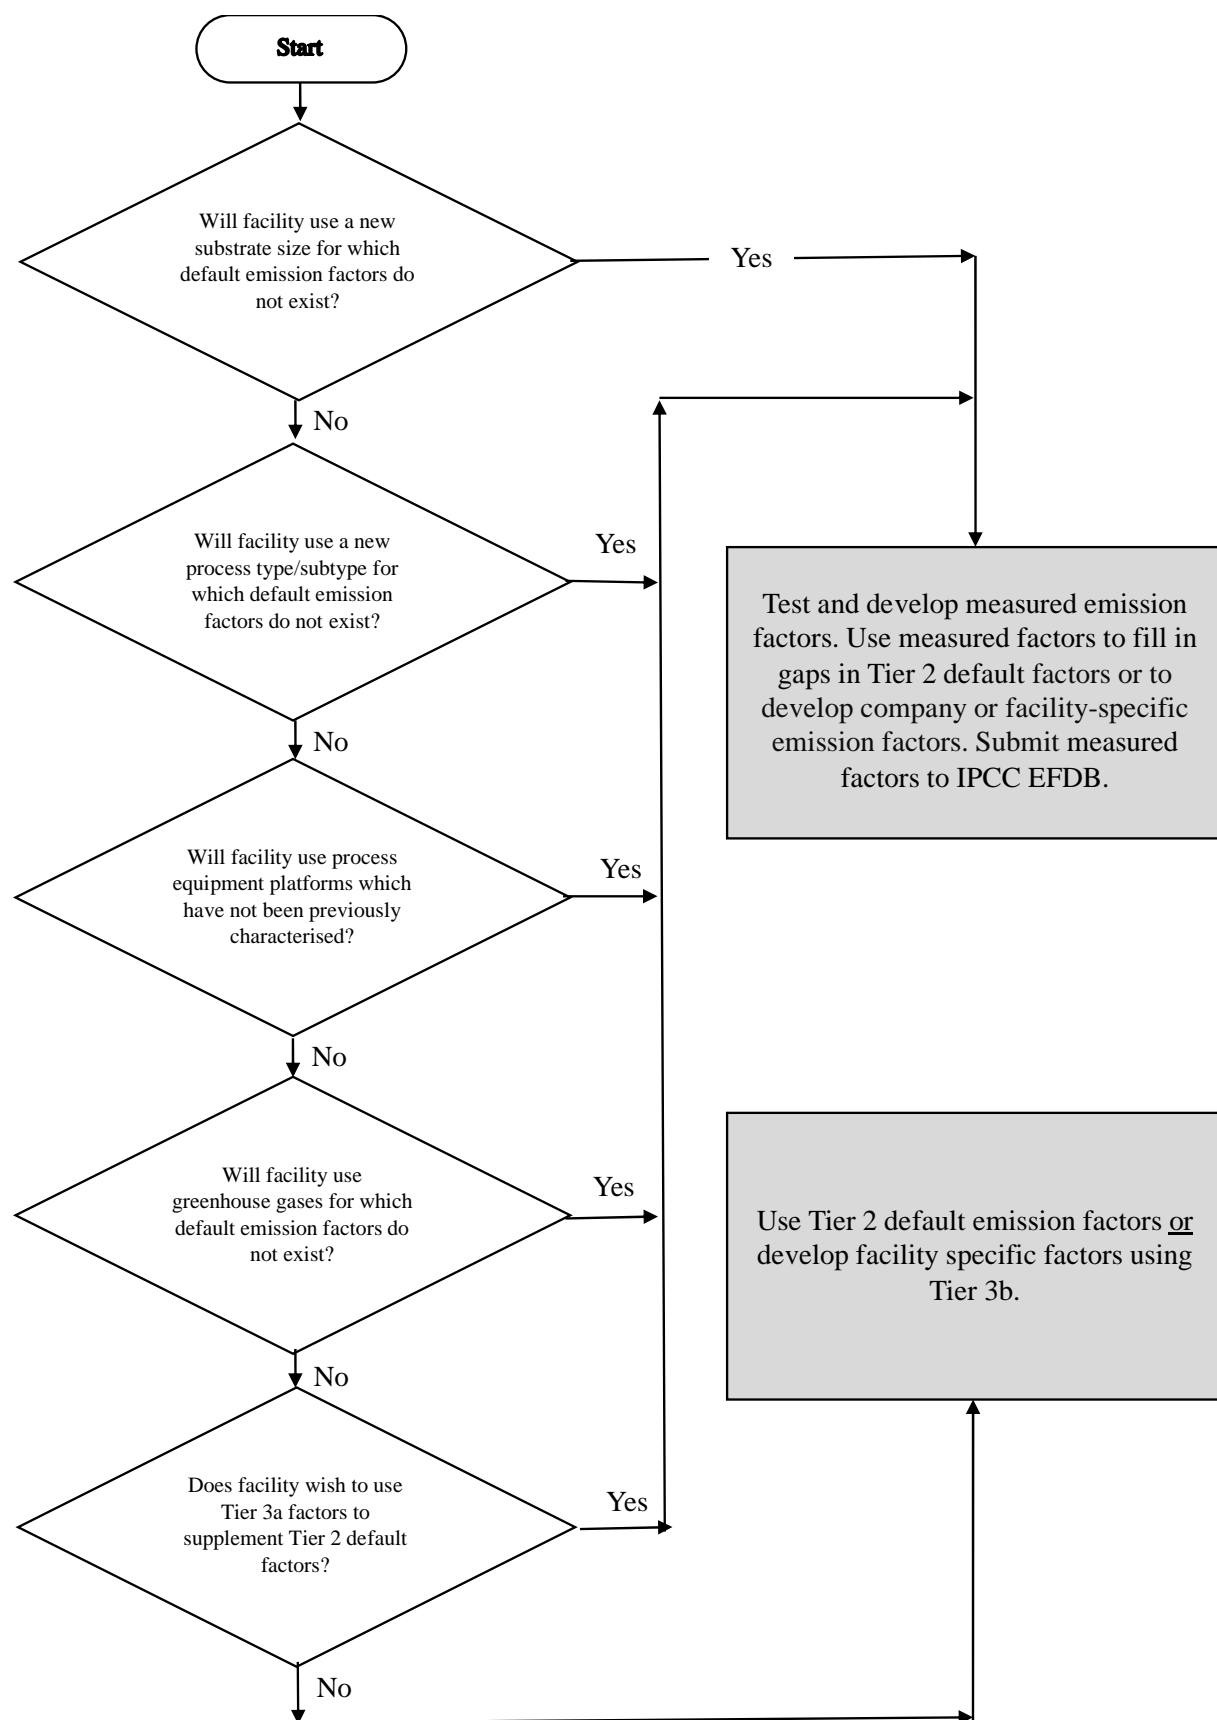 Start
Will facility use a new
substrate size for which
default emission factors do
not exist?
Yes
No
Will facility use a new
process type/subtype for
which default emission
factors do not exist?
Yes
Test and develop measured emission
factors. Use measured factors to fill in
gaps in Tier 2 default factors or to
develop company or facility-specific
emission factors. Submit measured
factors to IPCC EFDB.
No
Will facility use process
equipment platforms which
have not been previously
characterised?
Yes
No
Will facility use
greenhouse gases for which
default emission factors do
not exist?
Yes
Use Tier 2 default emission factors or
develop facility specific factors using
Tier 3b.
No
Does facility wish to use
Tier 3a factors to
supplement Tier 2 default
factors?
Yes
No